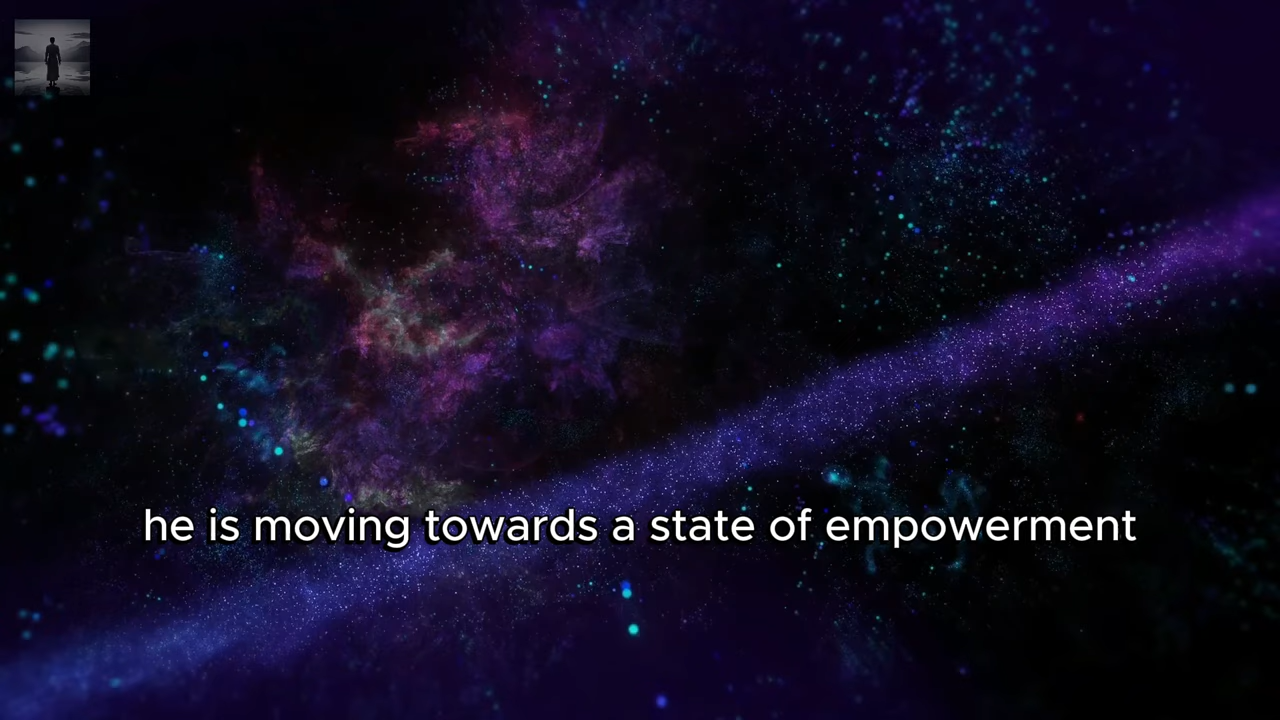 he is moving towards a state of empowerment